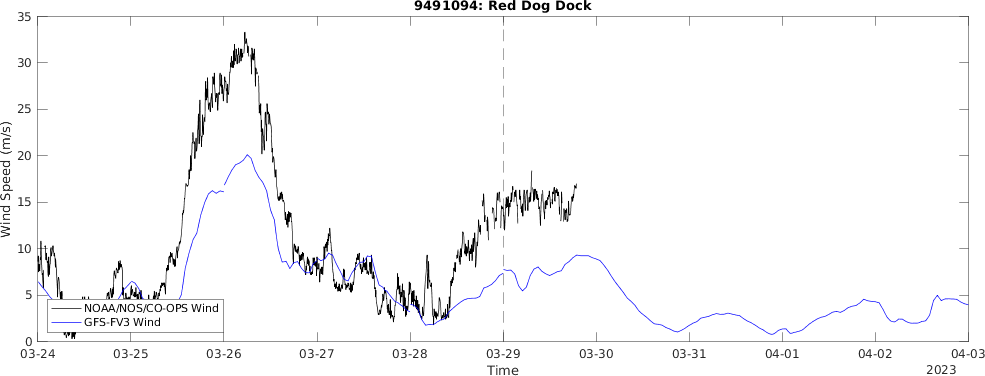 9491094: Red Dog Dock
Wind Speed (m/s)
35
30
25
20
15
10
5
0
NOAA/NOS/CO-OPS Wind
GFS-FV3 Wind
03-24 03-25 03-26 03-27 03-28 03-29 03-30 03-31 04-01 04-02 04-03
Time
2023